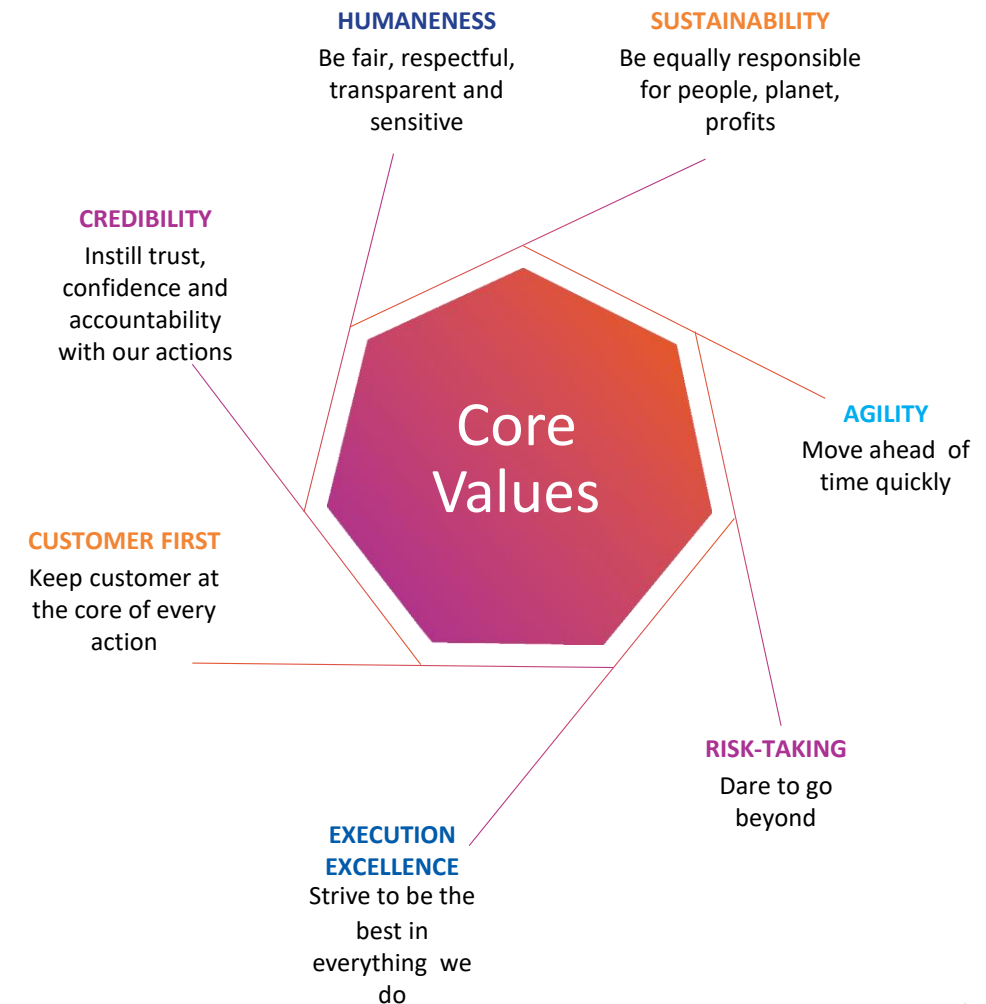 HUMANENESS
Be fair, respectful,
transparent and
sensitive
SUSTAINABILITY
Be equally responsible
for people, planet,
profits
CREDIBILITY
Instill trust,
confidence and
accountability
with our actions
Core
Values
AGILITY
Move ahead of
time quickly
CUSTOMER FIRST
Keep customer at
the core of every
action
RISK-TAKING
Dare to go
beyond
EXECUTION
EXCELLENCE
Strive to be the
best in
everything we
do